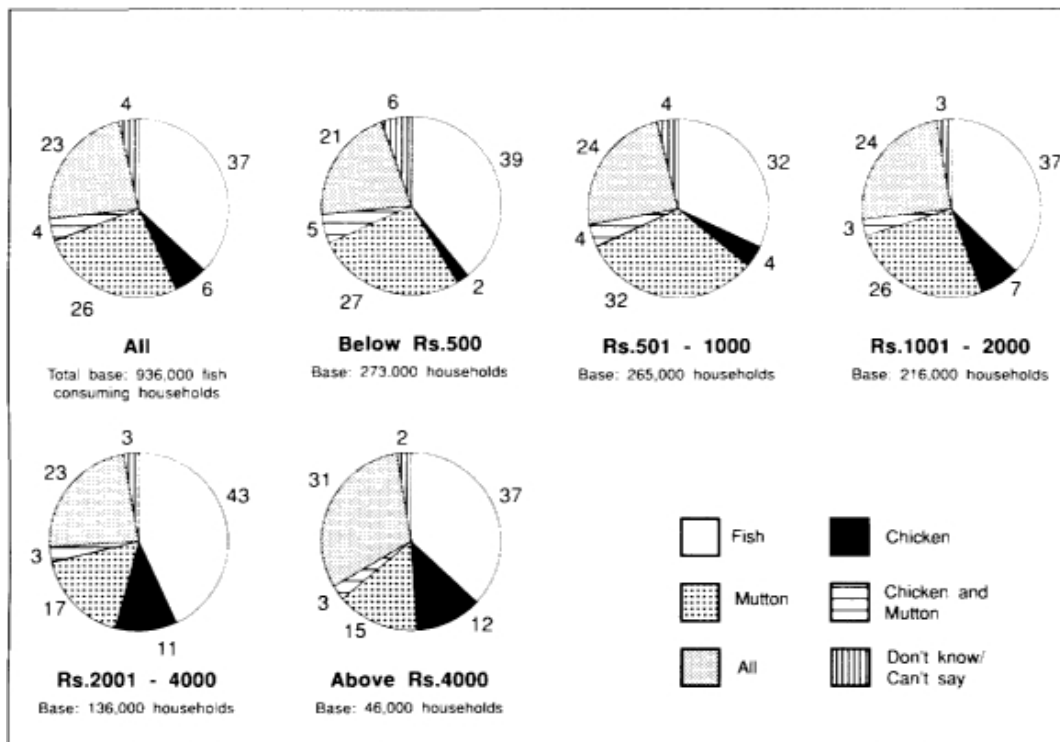 4
23
37
4
6
26
All
Total base: 936,000 fish
consuming households
6
21
39
5
2
27
Below Rs.500
Base: 273.000 households
4
24
32
4
4
32
Rs.501 - 1000
Base: 265,000 households
3
24
37
3
7
26
Rs.1001 - 2000
Base: 216,000 households
3
23
43
3
17
11
Rs.2001 - 4000
Base: 136,000 households
2
31
37
3
15
12
Above Rs.4000
Base: 46,000 households
Fish
Chicken
Mutton
Chicken and
Mutton
All
Don't know/
Can't say